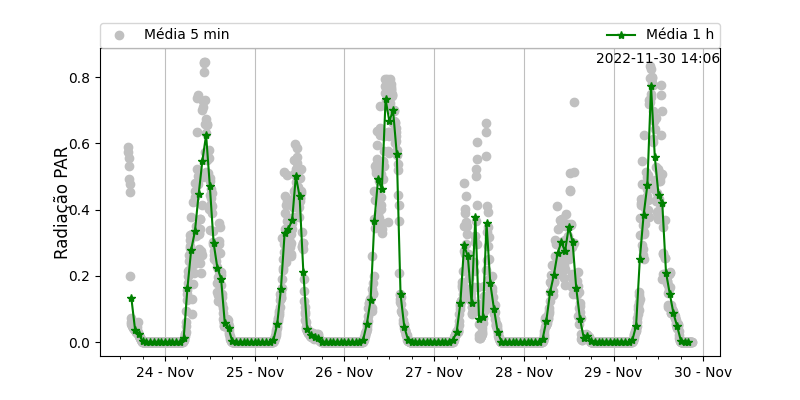 Média 5 min
Média 1 h
2022-11-30 14:06
Radiação PAR
0.8
0.6
0.4
0.2
0.0
24 - Nov
25 - Nov
26 - Nov
27 - Nov
28 - Nov
29 - Nov
30 - Nov